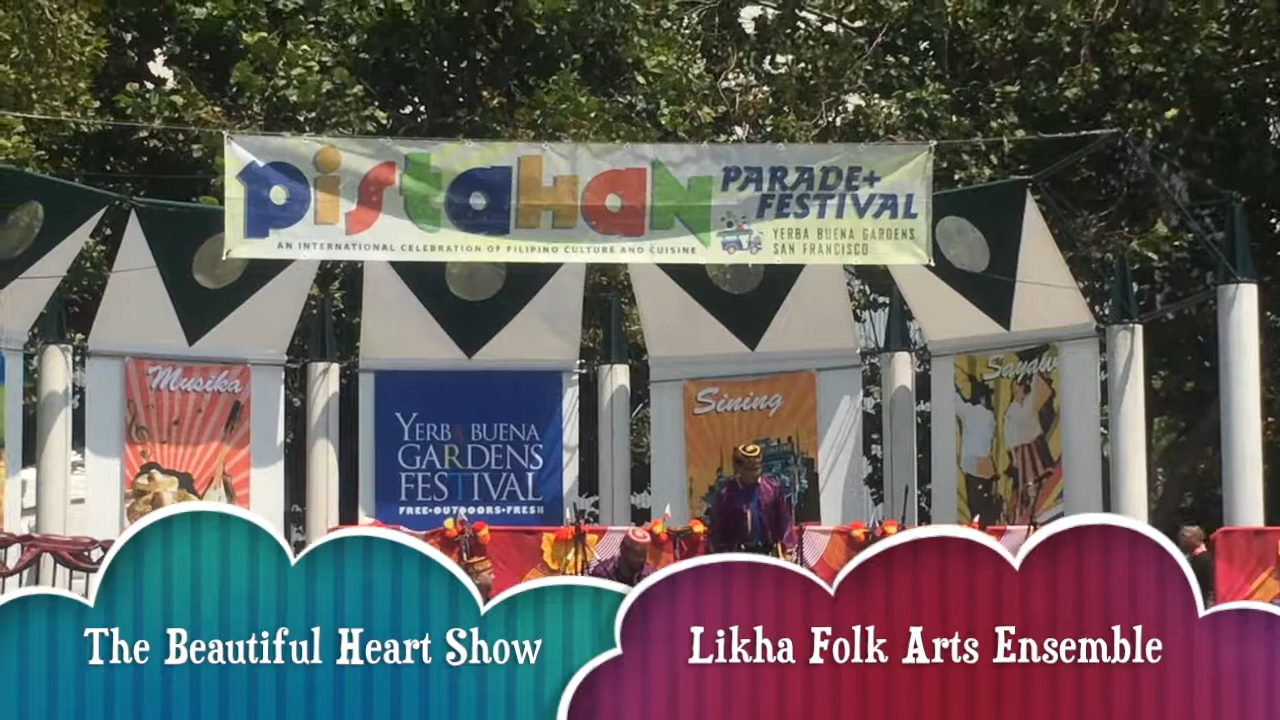 pistahan
PARADE+
FESTIVAL
AN INTERNATIONAL CELEBRATION OF FILIPINO CULTURE AND CUISINE
YERBA BUENA GARDENS
SAN FRANCISCO
Musika
YERBA BUENA
GARDENS
FESTIVAL
FREE•OUTDOORS•FRESH
Sining
Sayaw
The Beautiful Heart Show
Likha Folk Arts Ensemble